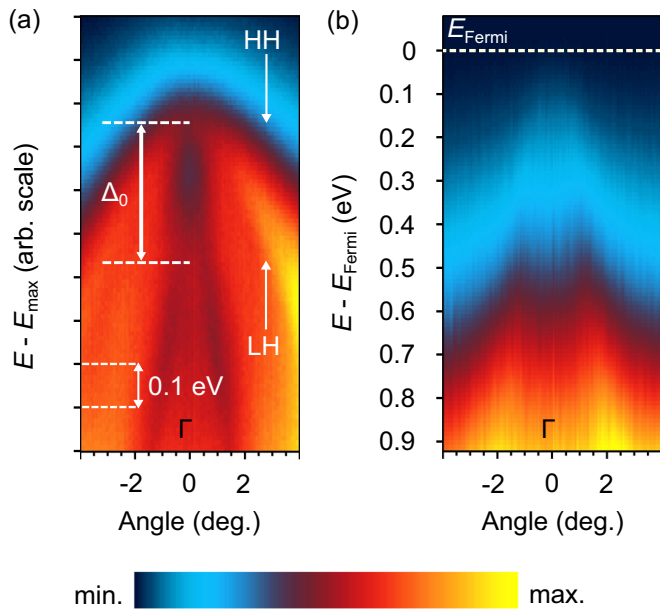 (a)
HH
Δ0
LH
0.1 eV
Γ
E - Emax (arb. scale)
-2 0 2
Angle (deg.)
(b)
EFermi
0
0.1
0.2
0.3
0.4
0.5
0.6
0.7
0.8
0.9
E - EFermi (eV)
Γ
-2 0 2
Angle (deg.)
min. max.